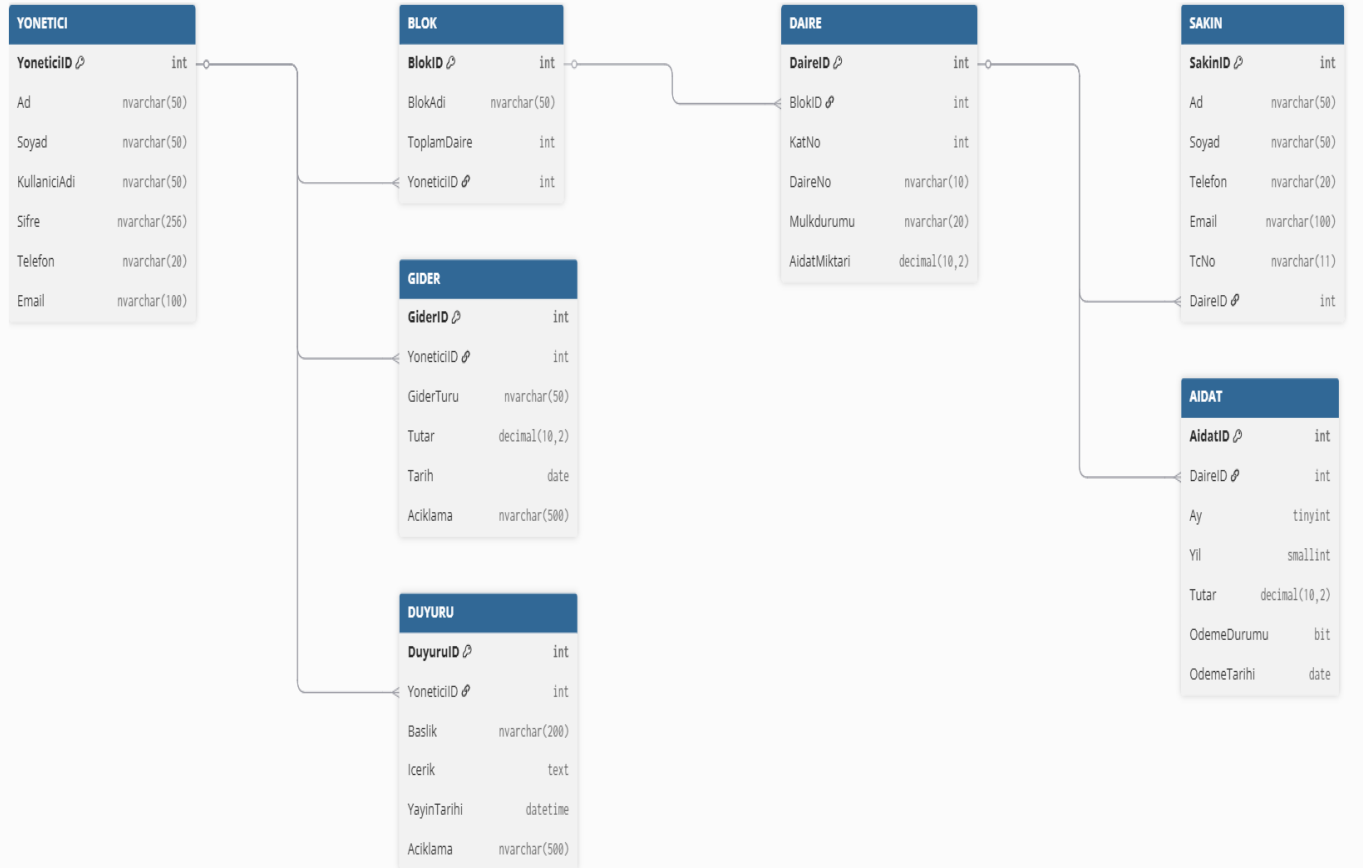 YONETICI
YoneticiID int
Ad nvarchar(50)
Soyad nvarchar(50)
KullaniciAdi nvarchar(50)
Sifre nvarchar(256)
Telefon nvarchar(20)
Email nvarchar(100)
BLOK
BlokID int
BlokAdi nvarchar(50)
ToplamDaire int
YoneticiID int
GIDER
GiderID int
YoneticiID int
GiderTuru nvarchar(50)
Tutar decimal(10,2)
Tarih date
Aciklama nvarchar(500)
DUYURU
DuyuruID int
YoneticiID int
Baslik nvarchar(200)
Icerik text
YayinTarihi datetime
Aciklama nvarchar(500)
DAIRE
DaireID int
BlokID int
KatNo int
DaireNo nvarchar(10)
Mulkdurumu nvarchar(20)
AidatMiktari decimal(10,2)
SAKIN
SakinID int
Ad nvarchar(50)
Soyad nvarchar(50)
Telefon nvarchar(20)
Email nvarchar(100)
TcNo nvarchar(11)
DaireID int
AIDAT
AidatID int
DaireID int
Ay tinyint
Yil smallint
Tutar decimal(10,2)
OdemeDurumu bit
OdemeTarihi date